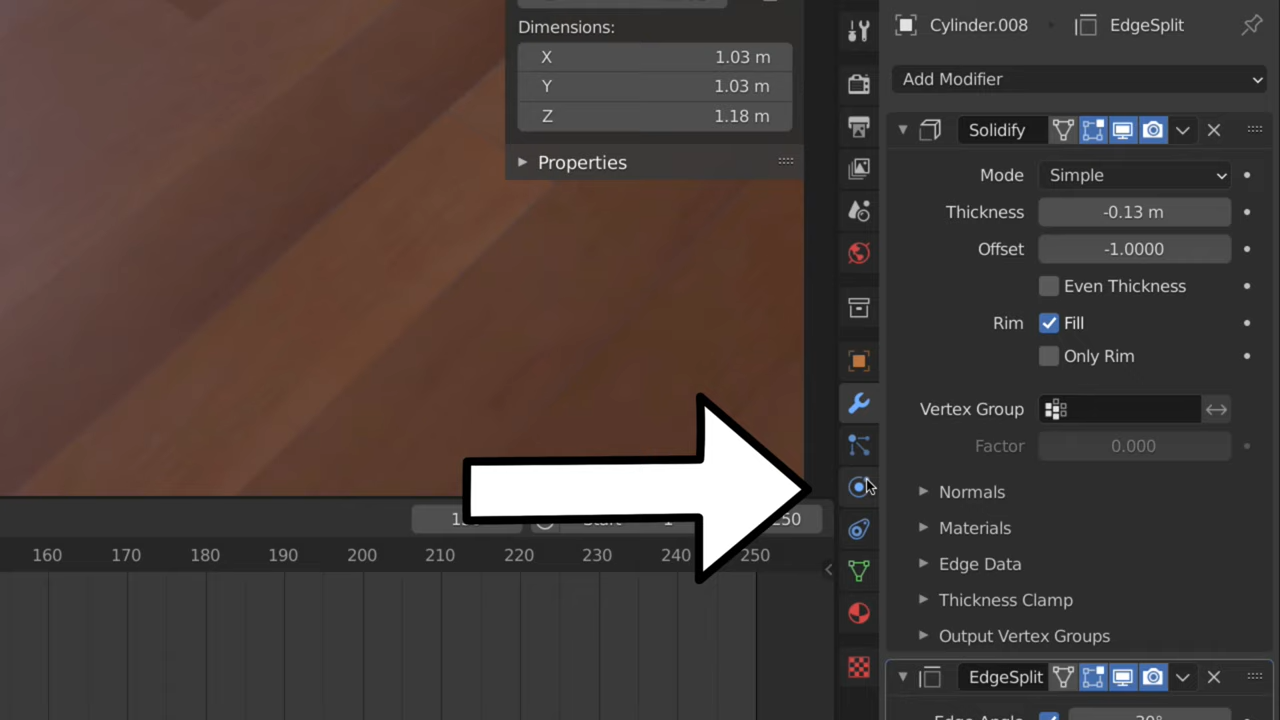 Dimensions:
X 1.03 m
Y 1.03 m
Z 1.18 m
Properties
160 170 180 190 200 210 220 230 240 250
Cylinder.008 EdgeSplit
Add Modifier
Solidify
Mode Simple
Thickness -0.13 m
Offset -1.0000
Even Thickness
Rim Fill
Only Rim
Vertex Group
Factor 0.000
Normals
Materials
Edge Data
Thickness Clamp
Output Vertex Groups
EdgeSplit